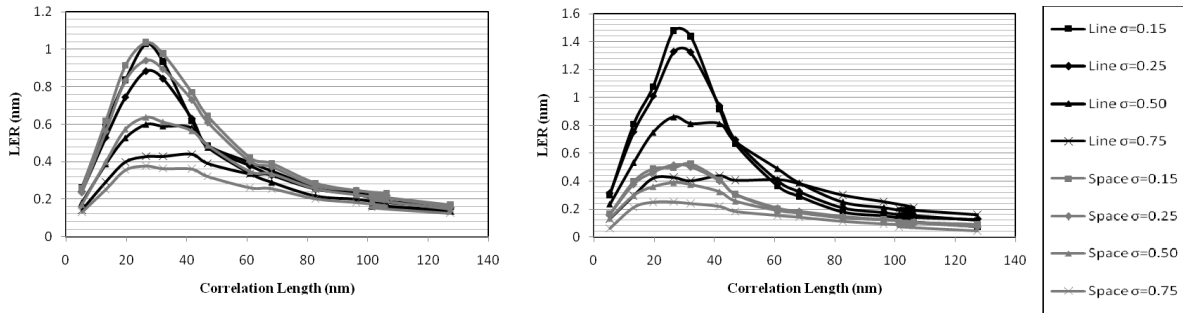 1.2
1
0.8
0.6
0.4
0.2
0
LER (nm)
0 20 40 60 80 100 120 140
Correlation Length (nm)
1.6
1.4
1.2
1
0.8
0.6
0.4
0.2
0
LER (nm)
0 20 40 60 80 100 120 140
Correlation Length (nm)
Line σ=0.15
Line σ=0.25
Line σ=0.50
Line σ=0.75
Space σ=0.15
Space σ=0.25
Space σ=0.50
Space σ=0.75